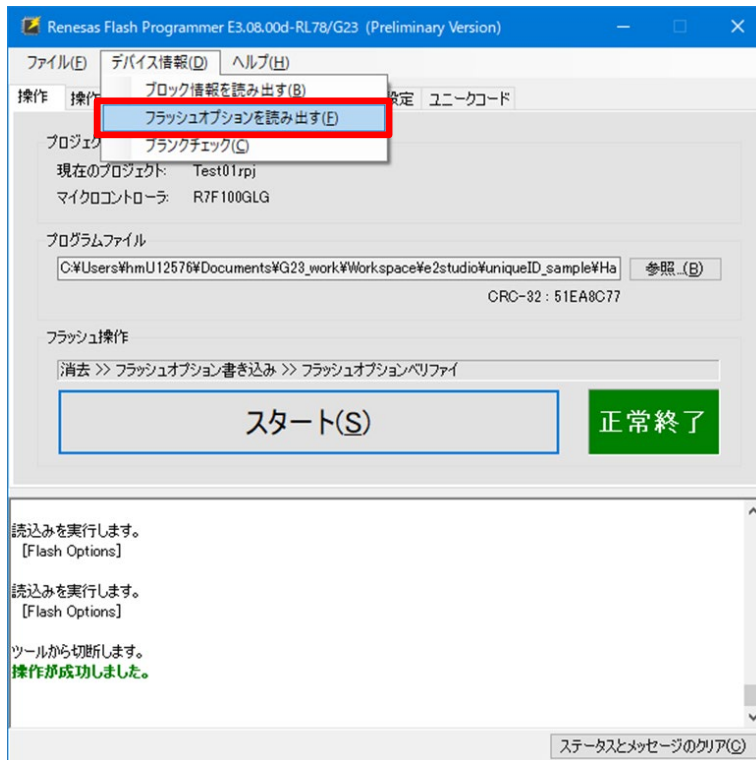 Renesas Flash Programmer E3.08.00d-RL78/G23 (Preliminary Version)
ファイル(F) デバイス情報(D) ヘルプ(H)
ブロック情報を読み出す(B)
フラッシュオプションを読み出す(F)
ブランクチェック(C)
操作 操作 設定 ユニークコード
プロジェク
現在のプロジェクト: Test01.rpj
マイクロコントローラ: R7F100GLG
プログラムファイル
C:¥Users¥hmU12576¥Documents¥G23_work¥Workspace¥e2studio¥uniqueID_sample¥Ha 参照...(B)
CRC-32 : 51EA8C77
フラッシュ操作
消去 >> フラッシュオプション書き込み >> フラッシュオプションベリファイ
スタート(S) 正常終了
読込みを実行します。
[Flash Options]
読込みを実行します。
[Flash Options]
ツールから切断します。
操作が成功しました。
ステータスとメッセージのクリア(C)